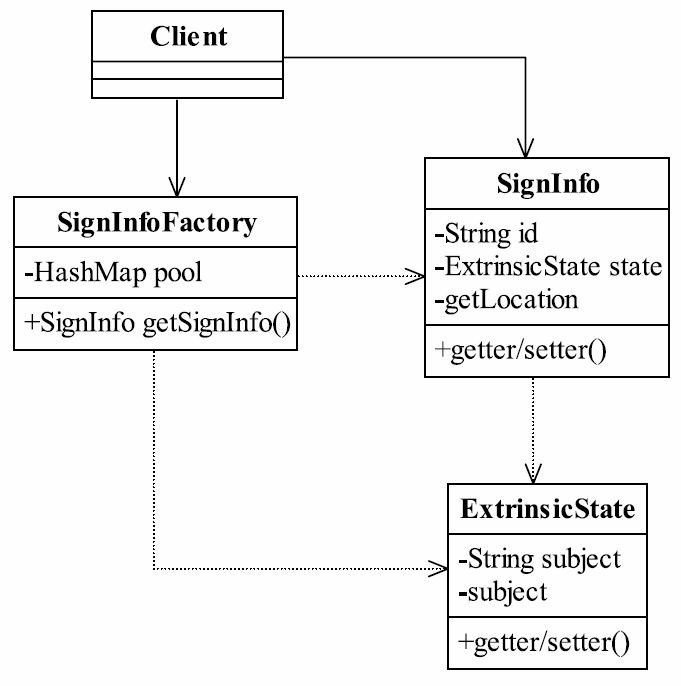 Client
SignInfoFactory
-HashMap pool
+SignInfo getSignInfo()
SignInfo
-String id
-ExtrinsicState state
-getLocation
+getter/setter()
ExtrinsicState
-String subject
-subject
+getter/setter()